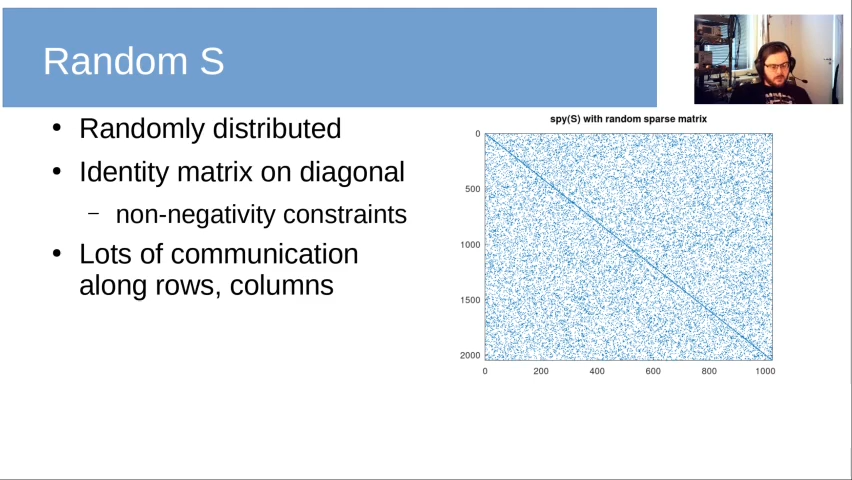 Random S
• Randomly distributed
• Identity matrix on diagonal
– non-negativity constraints
• Lots of communication
along rows, columns
spy(S) with random sparse matrix
0
500
1000
1500
2000
0 200 400 600 800 1000